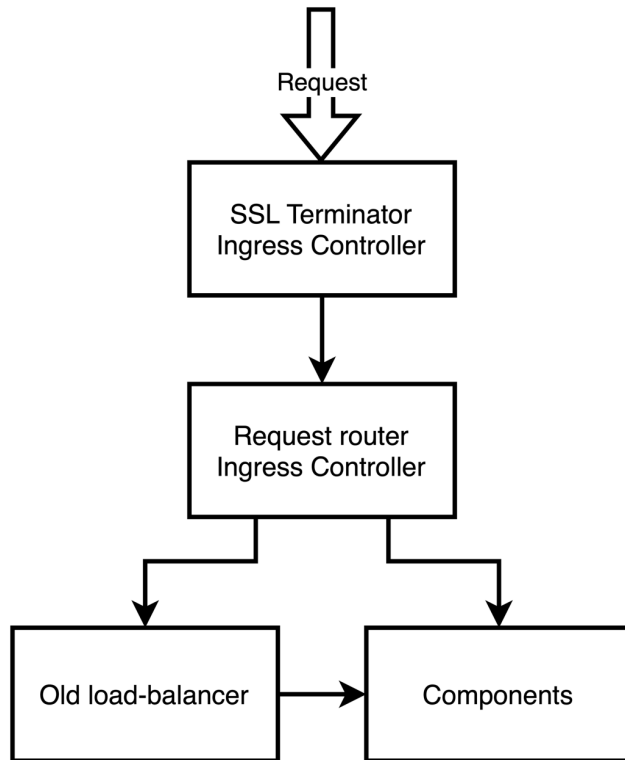 Request
SSL Terminator
Ingress Controller
Request router
Ingress Controller
Old load-balancer
Components